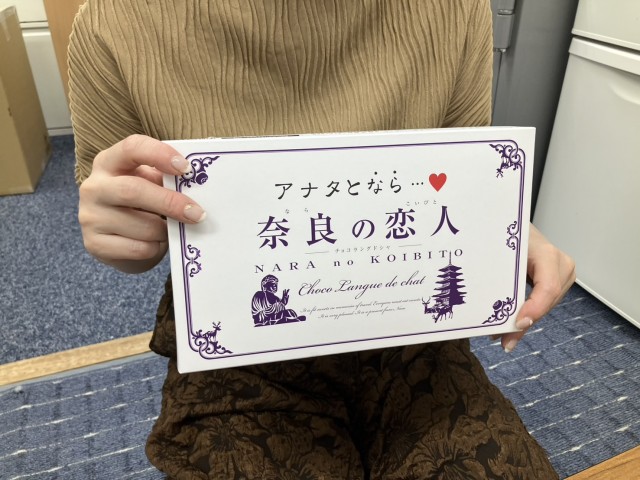 アナタとなら…♥
なら こいびと
奈良の恋人
チョコラングドシャ
NARA no KOIBITO
Choco Langue de chat